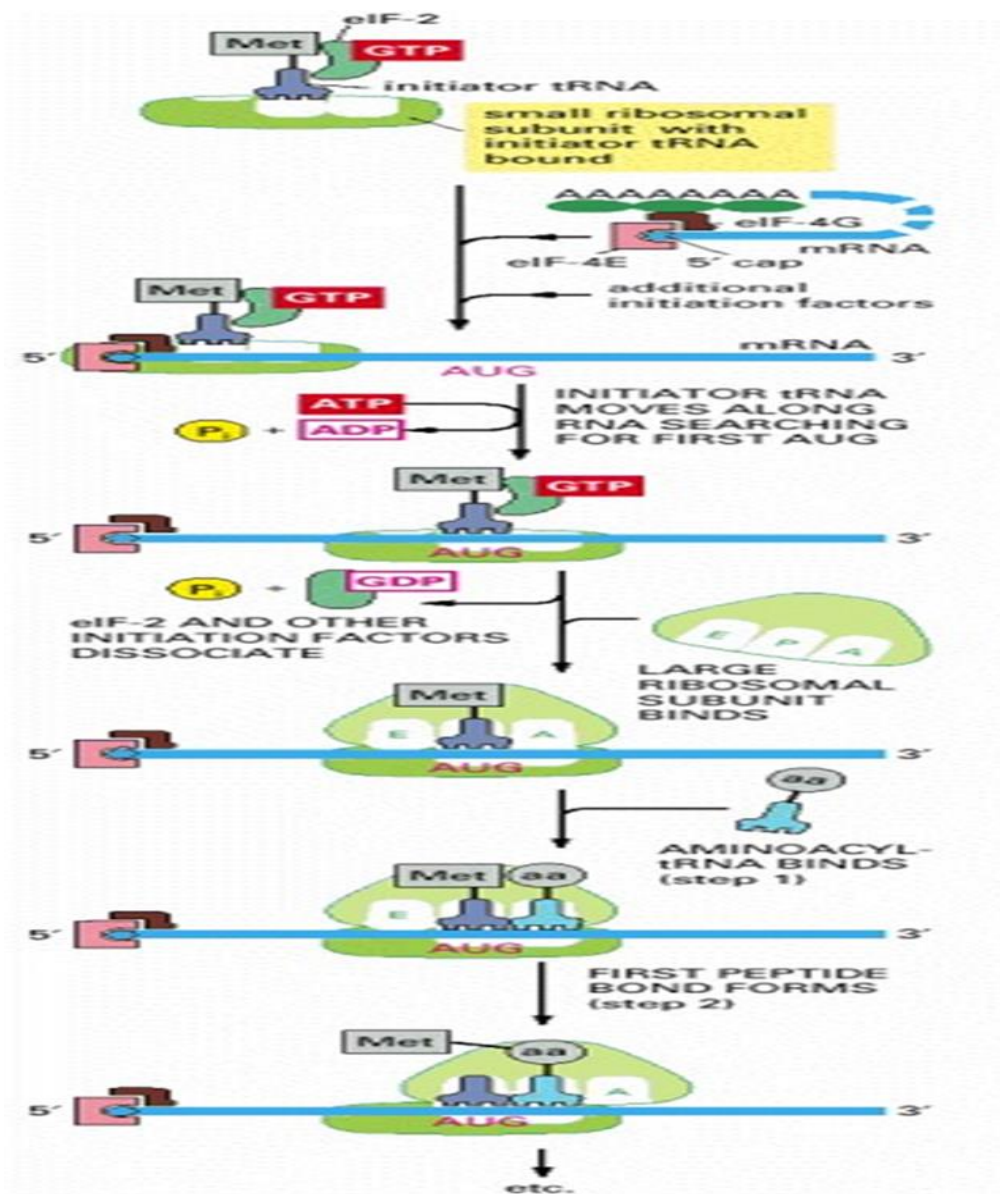 eIF-2
Met
GTP
initiator tRNA
small ribosomal
subunit with
initiator tRNA
bound
AAAAAAAA
eIF-4G
mRNA
eIF-4E
5′ cap
additional
initiation factors
Met
GTP
mRNA
5′
3′
AUG
ATP
Pi + ADP
INITIATOR tRNA
MOVES ALONG
RNA SEARCHING
FOR FIRST AUG
Met
GTP
5′
3′
AUG
Pi + GDP
eIF-2 AND OTHER
INITIATION FACTORS
DISSOCIATE
E P A
LARGE
RIBOSOMAL
SUBUNIT
BINDS
Met
E
A
5′
3′
AUG
aa
AMINOACYL-
tRNA BINDS
(step 1)
Met aa
E
5′
3′
AUG
FIRST PEPTIDE
BOND FORMS
(step 2)
Met
aa
A
5′
3′
AUG
etc.